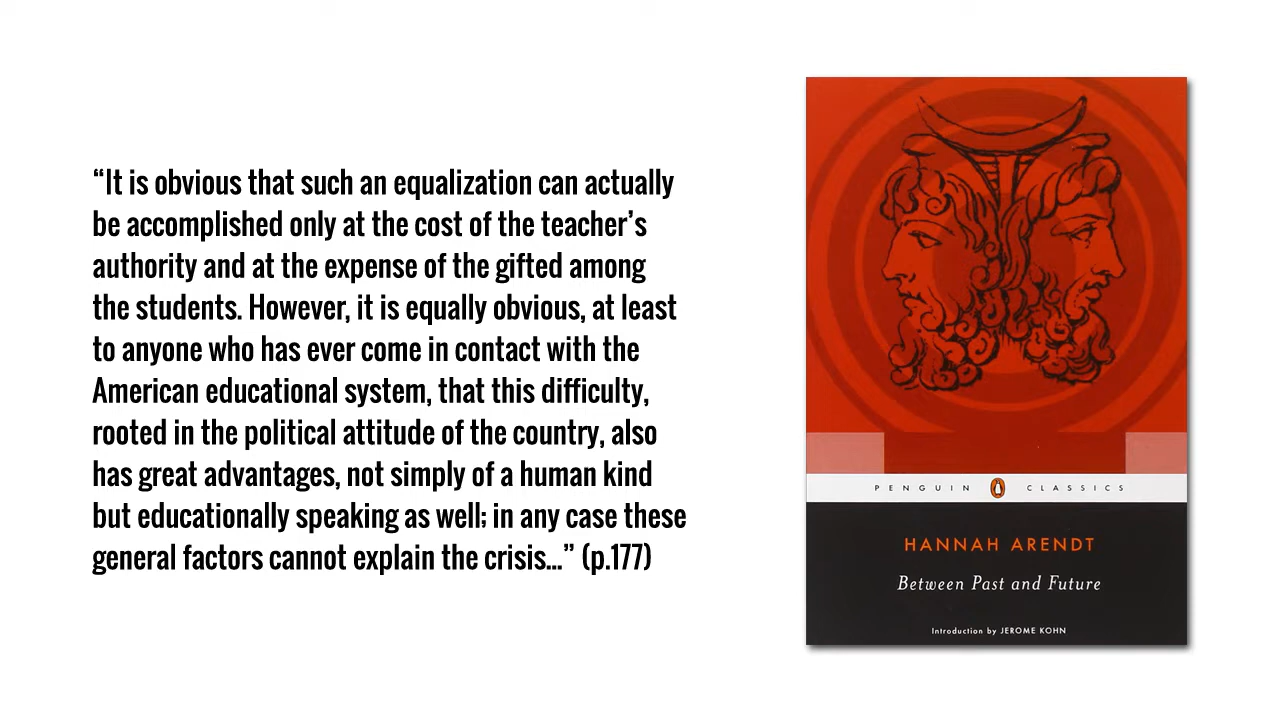 “It is obvious that such an equalization can actually
be accomplished only at the cost of the teacher’s
authority and at the expense of the gifted among
the students. However, it is equally obvious, at least
to anyone who has ever come in contact with the
American educational system, that this difficulty,
rooted in the political attitude of the country, also
has great advantages, not simply of a human kind
but educationally speaking as well; in any case these
general factors cannot explain the crisis...” (p.177)
PENGUIN CLASSICS
HANNAH ARENDT
Between Past and Future
Introduction by JEROME KOHN